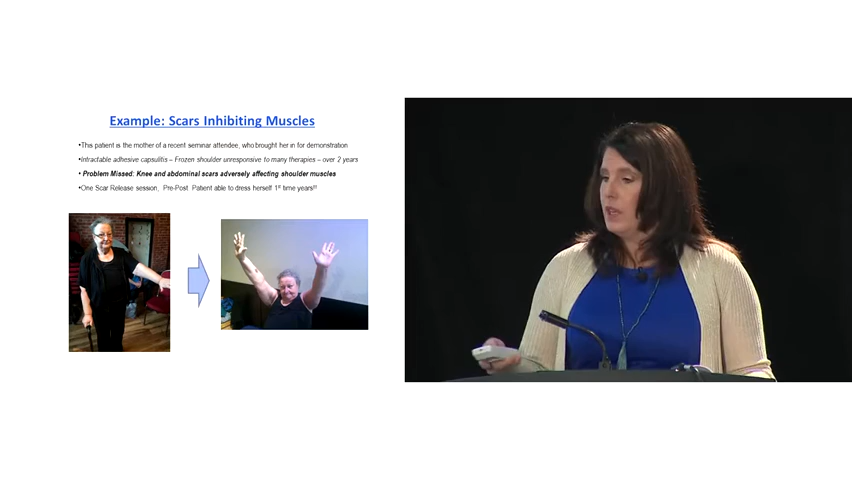 Example: Scars Inhibiting Muscles
•This patient is the mother of a recent seminar attendee, who brought her in for demonstration
•Intractable adhesive capsulitis – Frozen shoulder unresponsive to many therapies – over 2 years
• Problem Missed: Knee and abdominal scars adversely affecting shoulder muscles
•One Scar Release session, Pre-Post. Patient able to dress herself 1st time years!!!